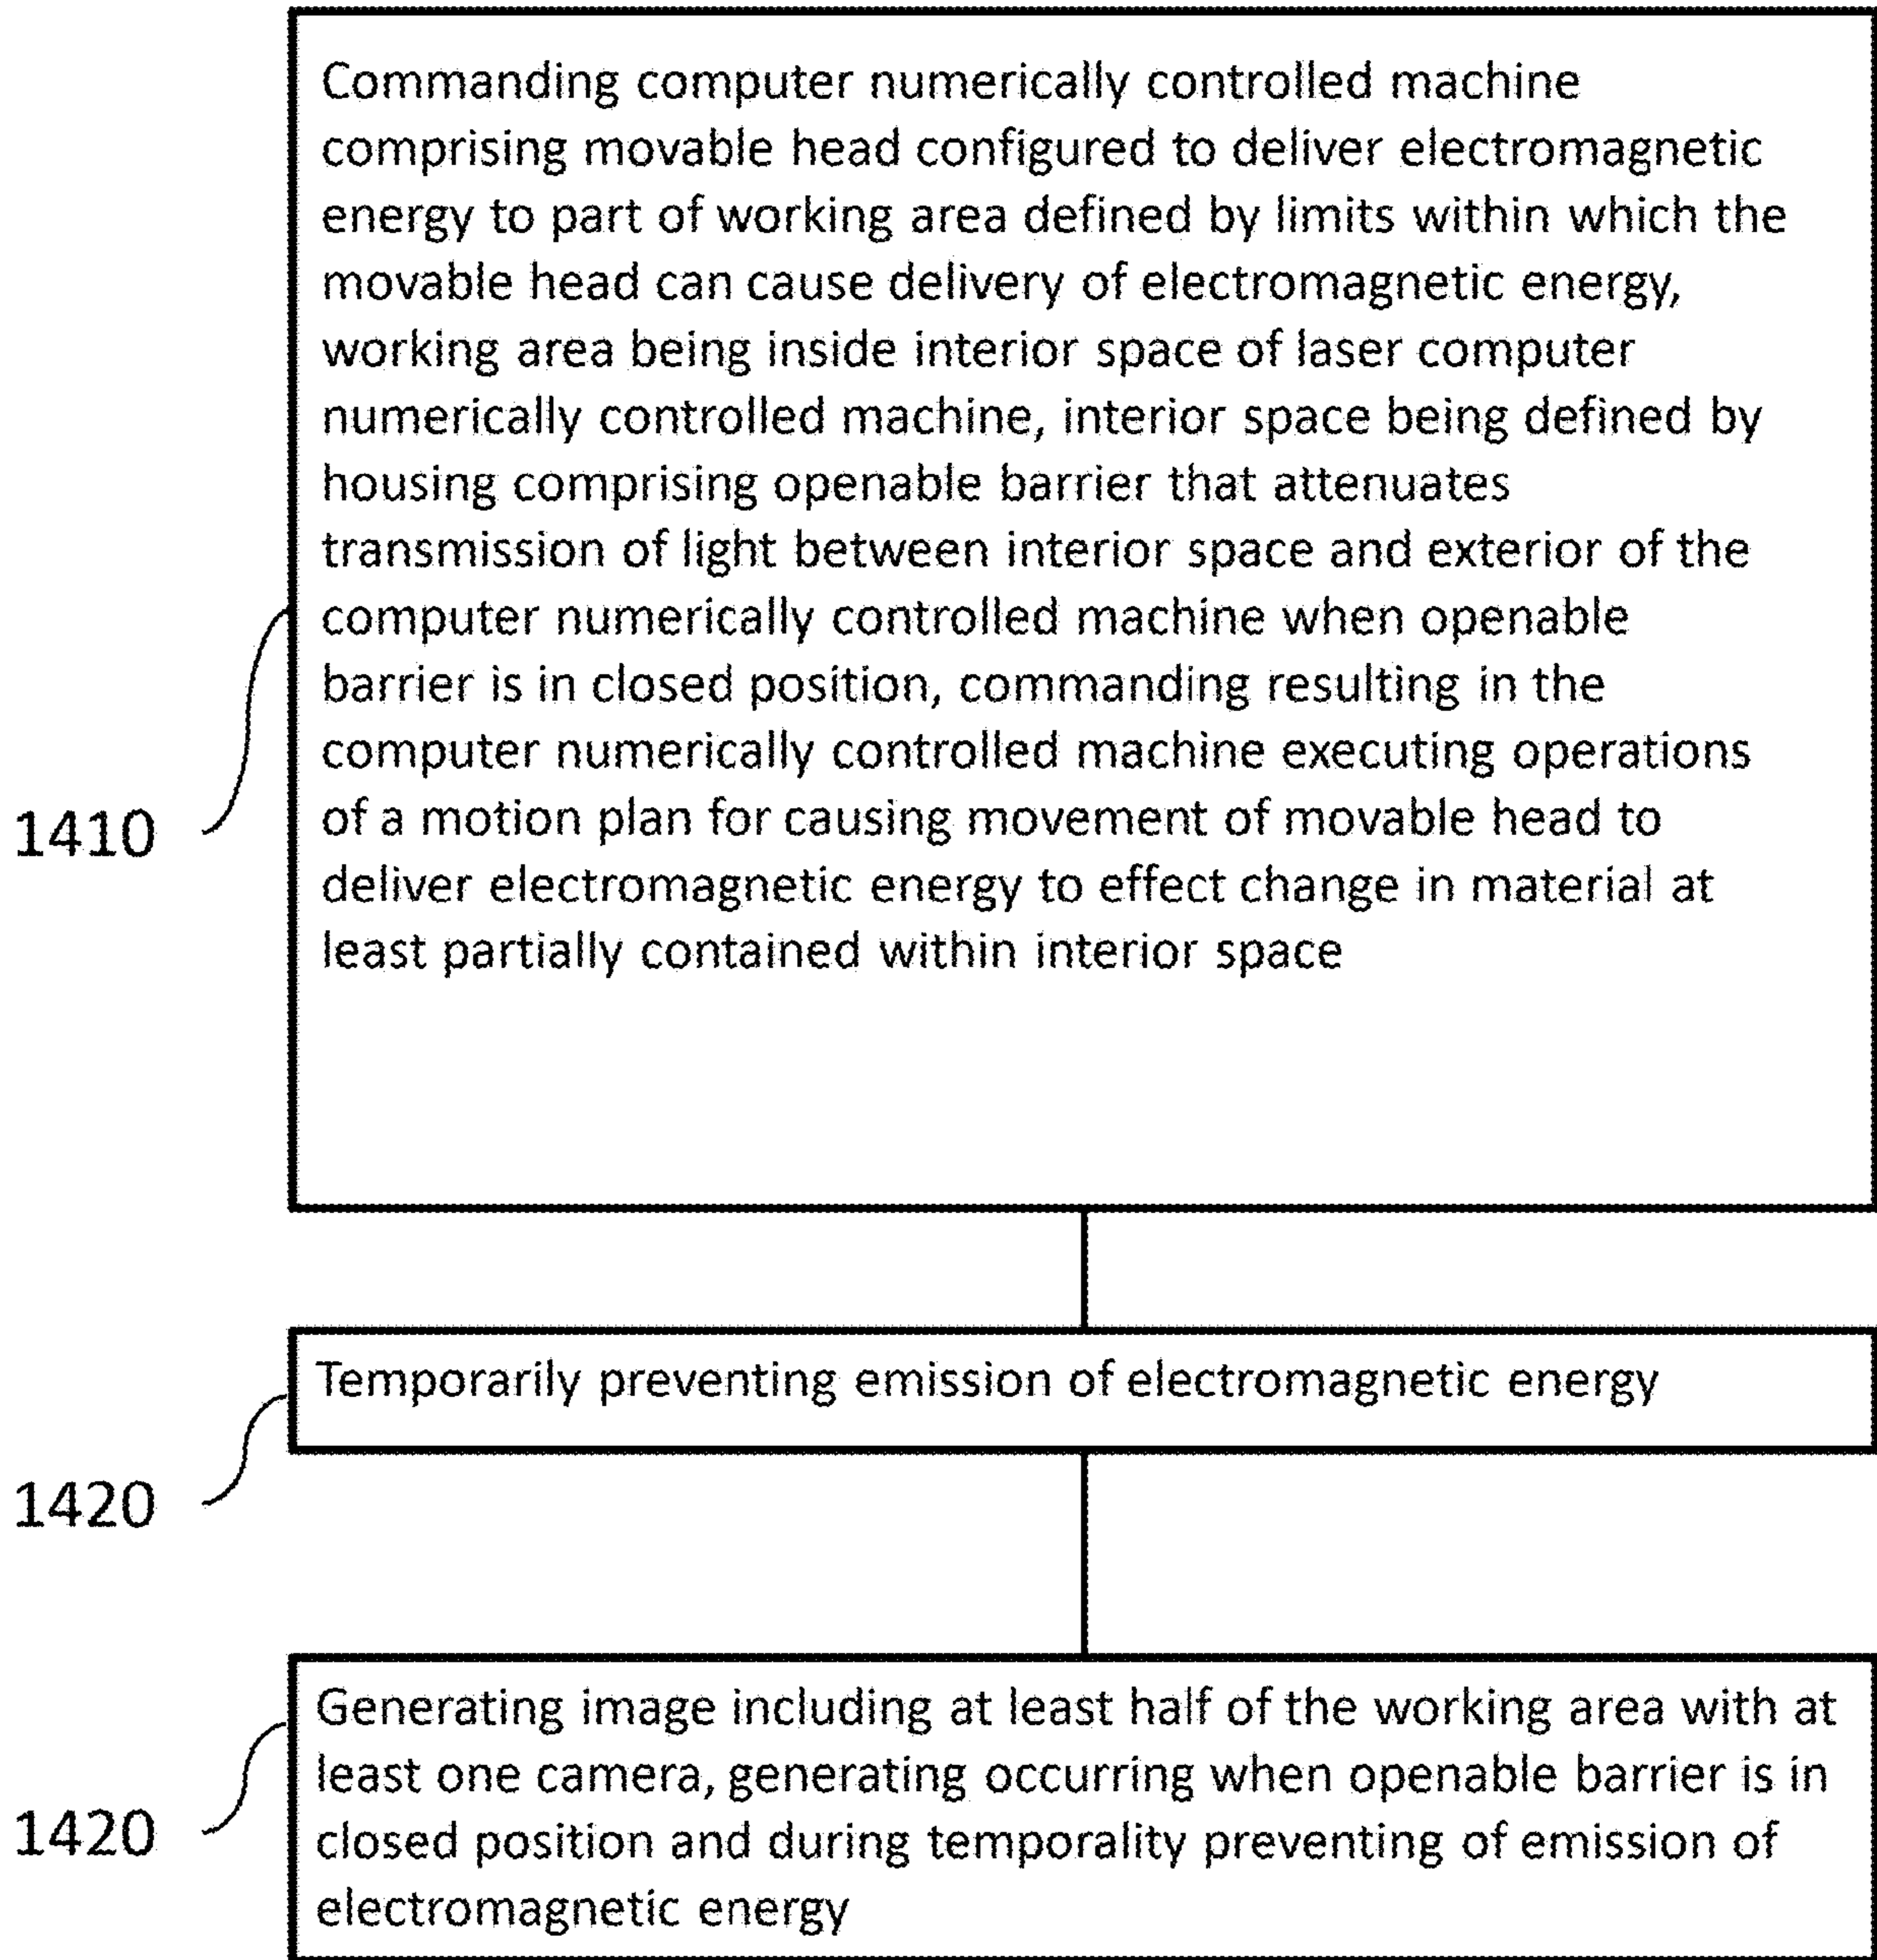 Commanding computer numerically controlled machine
comprising movable head configured to deliver electromagnetic
energy to part of working area defined by limits within which the
movable head can cause delivery of electromagnetic energy,
working area being inside interior space of laser computer
numerically controlled machine, interior space being defined by
housing comprising openable barrier that attenuates
transmission of light between interior space and exterior of the
computer numerically controlled machine when openable
barrier is in closed position, commanding resulting in the
computer numerically controlled machine executing operations
of a motion plan for causing movement of movable head to
deliver electromagnetic energy to effect change in material at
least partially contained within interior space
1410
Temporarily preventing emission of electromagnetic energy
1420
Generating image including at least half of the working area with at
least one camera, generating occurring when openable barrier is in
closed position and during temporality preventing of emission of
electromagnetic energy
1420